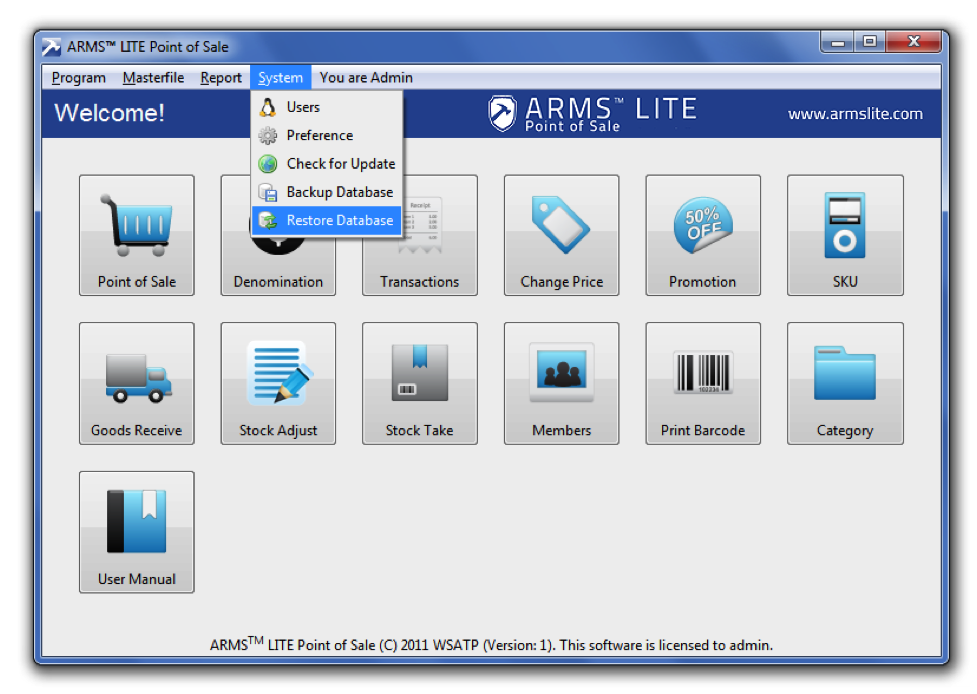 ARMS™ LITE Point of Sale
Program Masterfile Report System You are Admin
Welcome!
ARMS™ LITE
Point of Sale
www.armslite.com
Users
Preference
Check for Update
Backup Database
Restore Database
Receipt
50%
OFF
Point of Sale
Denomination
Transactions
Change Price
Promotion
SKU
Goods Receive
Stock Adjust
Stock Take
Members
Print Barcode
Category
User Manual
ARMS™ LITE Point of Sale (C) 2011 WSATP (Version: 1). This software is licensed to admin.